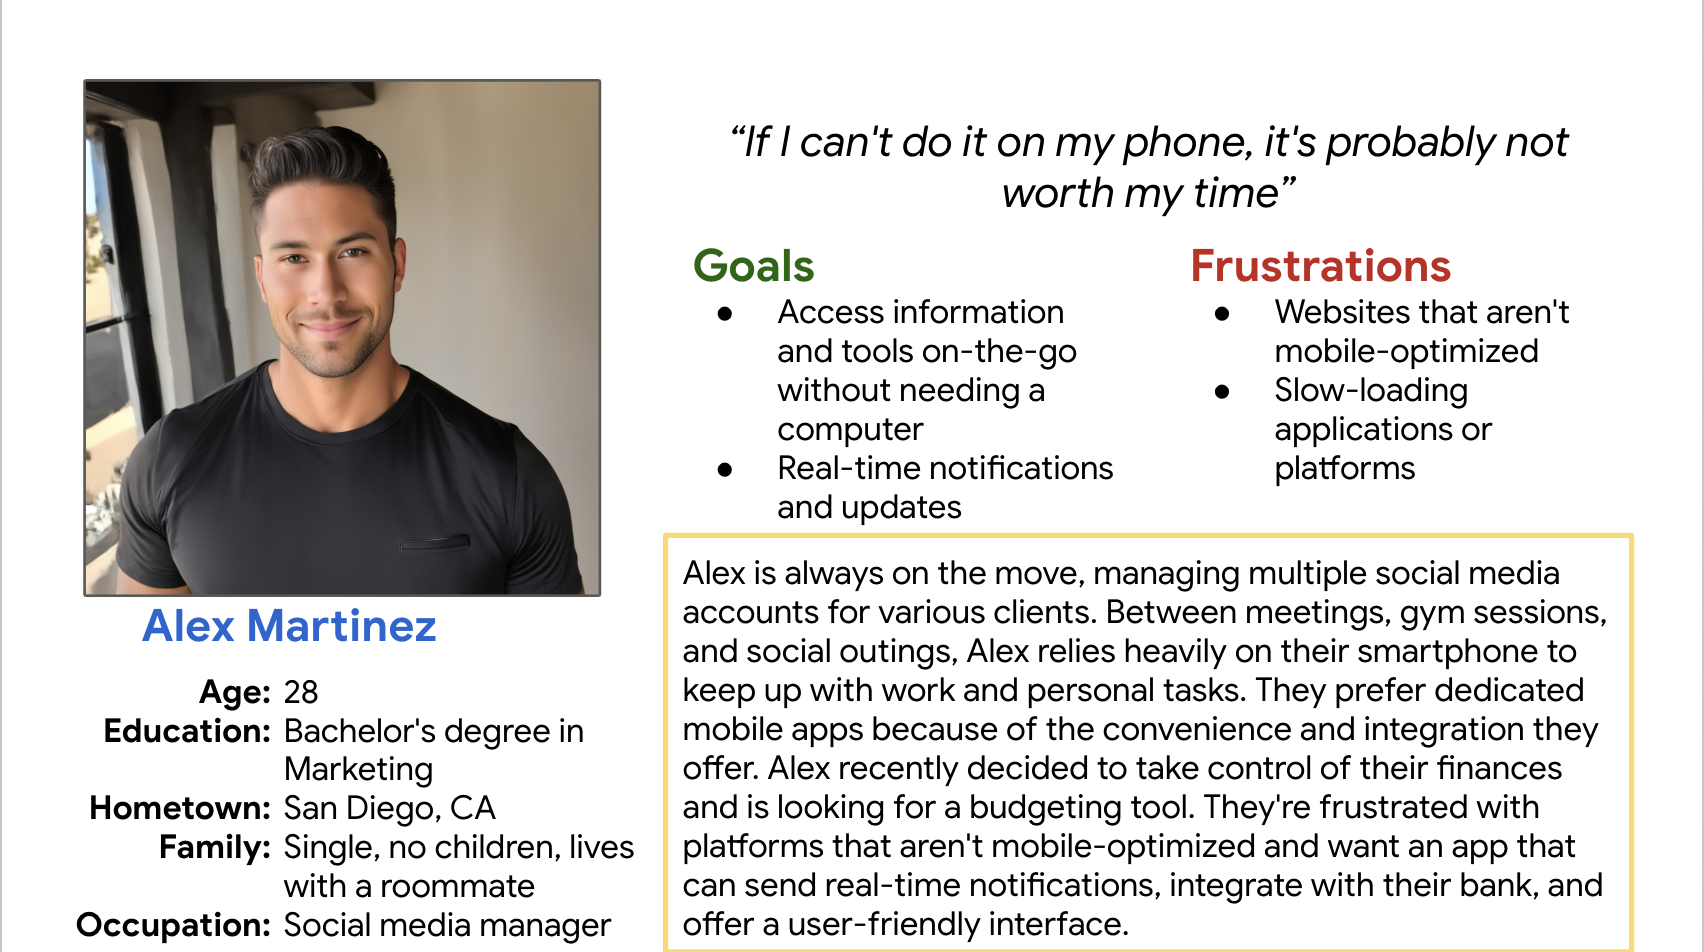 “If I can't do it on my phone, it's probably not
worth my time”
Goals
● Access information
and tools on-the-go
without needing a
computer
● Real-time notifications
and updates
Frustrations
● Websites that aren't
mobile-optimized
● Slow-loading
applications or
platforms
Alex Martinez
Age: 28
Education: Bachelor's degree in
Marketing
Hometown: San Diego, CA
Family: Single, no children, lives
with a roommate
Occupation: Social media manager
Alex is always on the move, managing multiple social media
accounts for various clients. Between meetings, gym sessions,
and social outings, Alex relies heavily on their smartphone to
keep up with work and personal tasks. They prefer dedicated
mobile apps because of the convenience and integration they
offer. Alex recently decided to take control of their finances
and is looking for a budgeting tool. They're frustrated with
platforms that aren't mobile-optimized and want an app that
can send real-time notifications, integrate with their bank, and
offer a user-friendly interface.